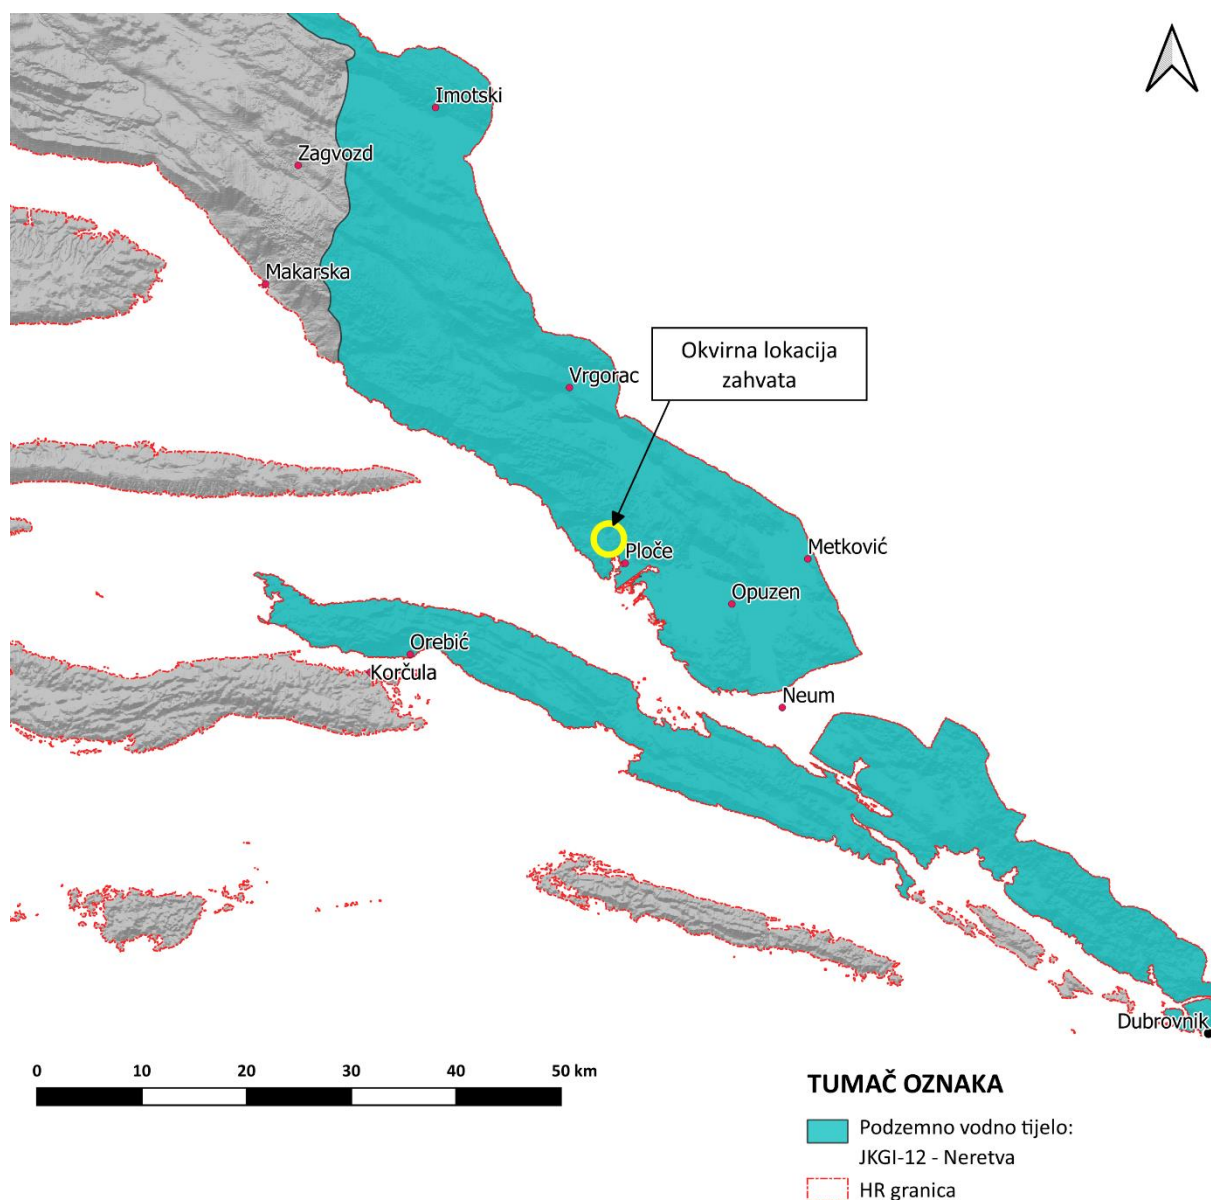 Imotski
Zagvozd
Makarska
Okvirna lokacija
zahvata
Vrgorac
Ploče
Metković
Opuzen
Orebić
Korčula
Neum
Dubrovnik
0 10 20 30 40 50 km
TUMAČ OZNAKA
Podzemno vodno tijelo:
JKGI-12 - Neretva
HR granica